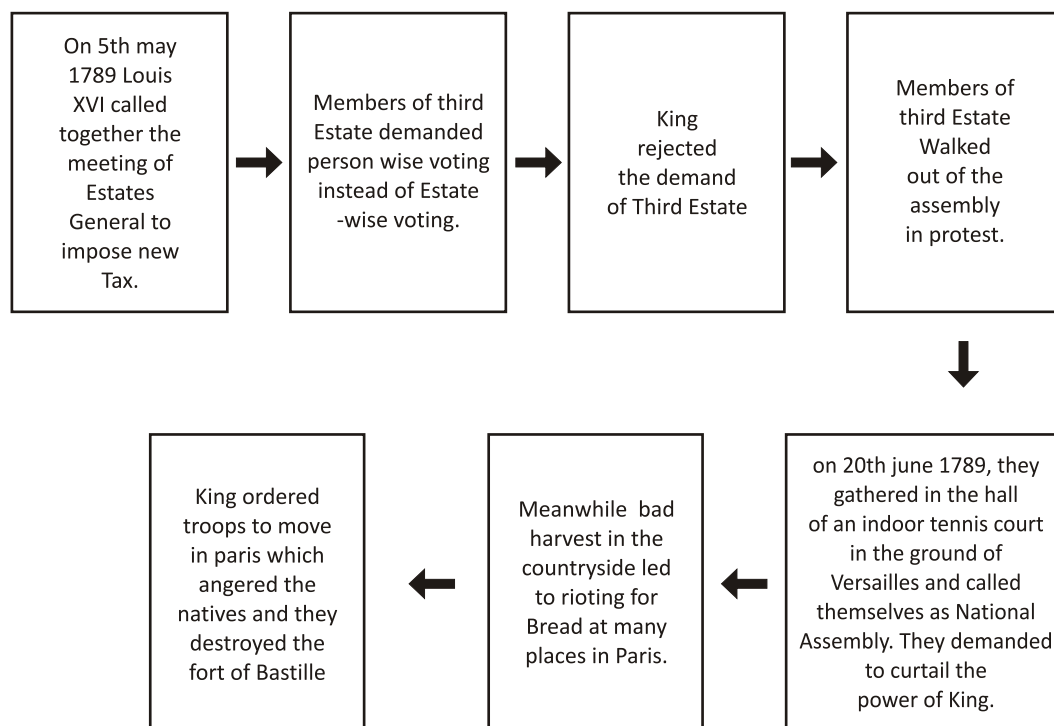 On 5th may
1789 Louis
XVI called
together the
meeting of
Estates
General to
impose new
Tax.
Members of third
Estate demanded
person wise voting
instead of Estate
-wise voting.
King
rejected
the demand
of Third Estate
Members of
third Estate
Walked
out of the
assembly
in protest.
on 20th june 1789, they
gathered in the hall
of an indoor tennis court
in the ground of
Versailles and called
themselves as National
Assembly. They demanded
to curtail the
power of King.
Meanwhile bad
harvest in the
countryside led
to rioting for
Bread at many
places in Paris.
King ordered
troops to move
in paris which
angered the
natives and they
destroyed the
fort of Bastille